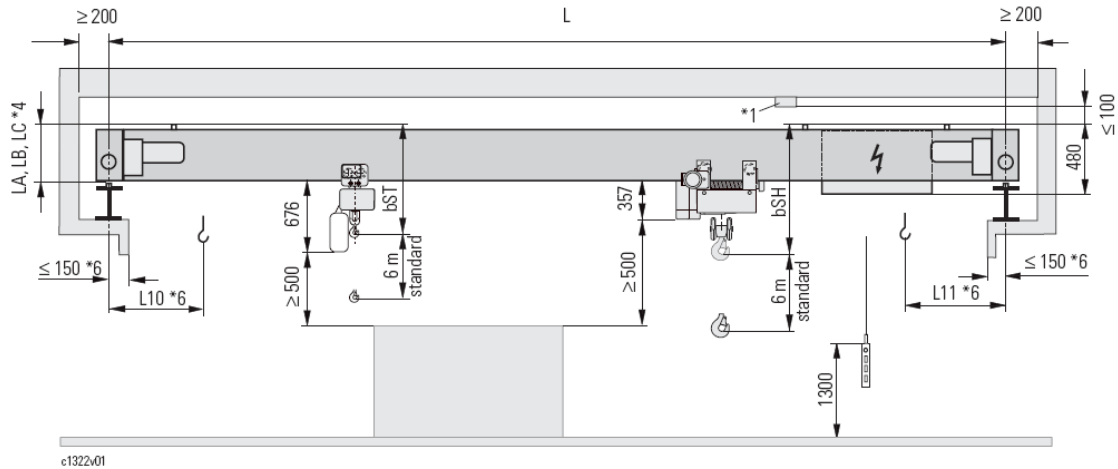 ≥ 200
L
≥ 200
*1
≤ 100
LA, LB, LC *4
480
676
bST
357
bSH
≥ 500
6 m
standard
≥ 500
6 m
standard
≤ 150 *6
L10 *6
≤ 150 *6
L11 *6
1300
c1322v01